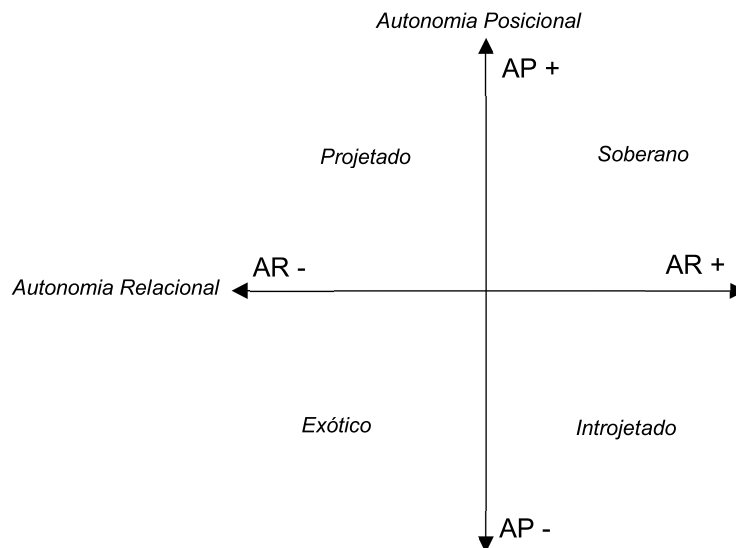 Autonomia Posicional
AP +
Projetado
Soberano
AR -
AR +
Autonomia Relacional
Exótico
Introjetado
AP -